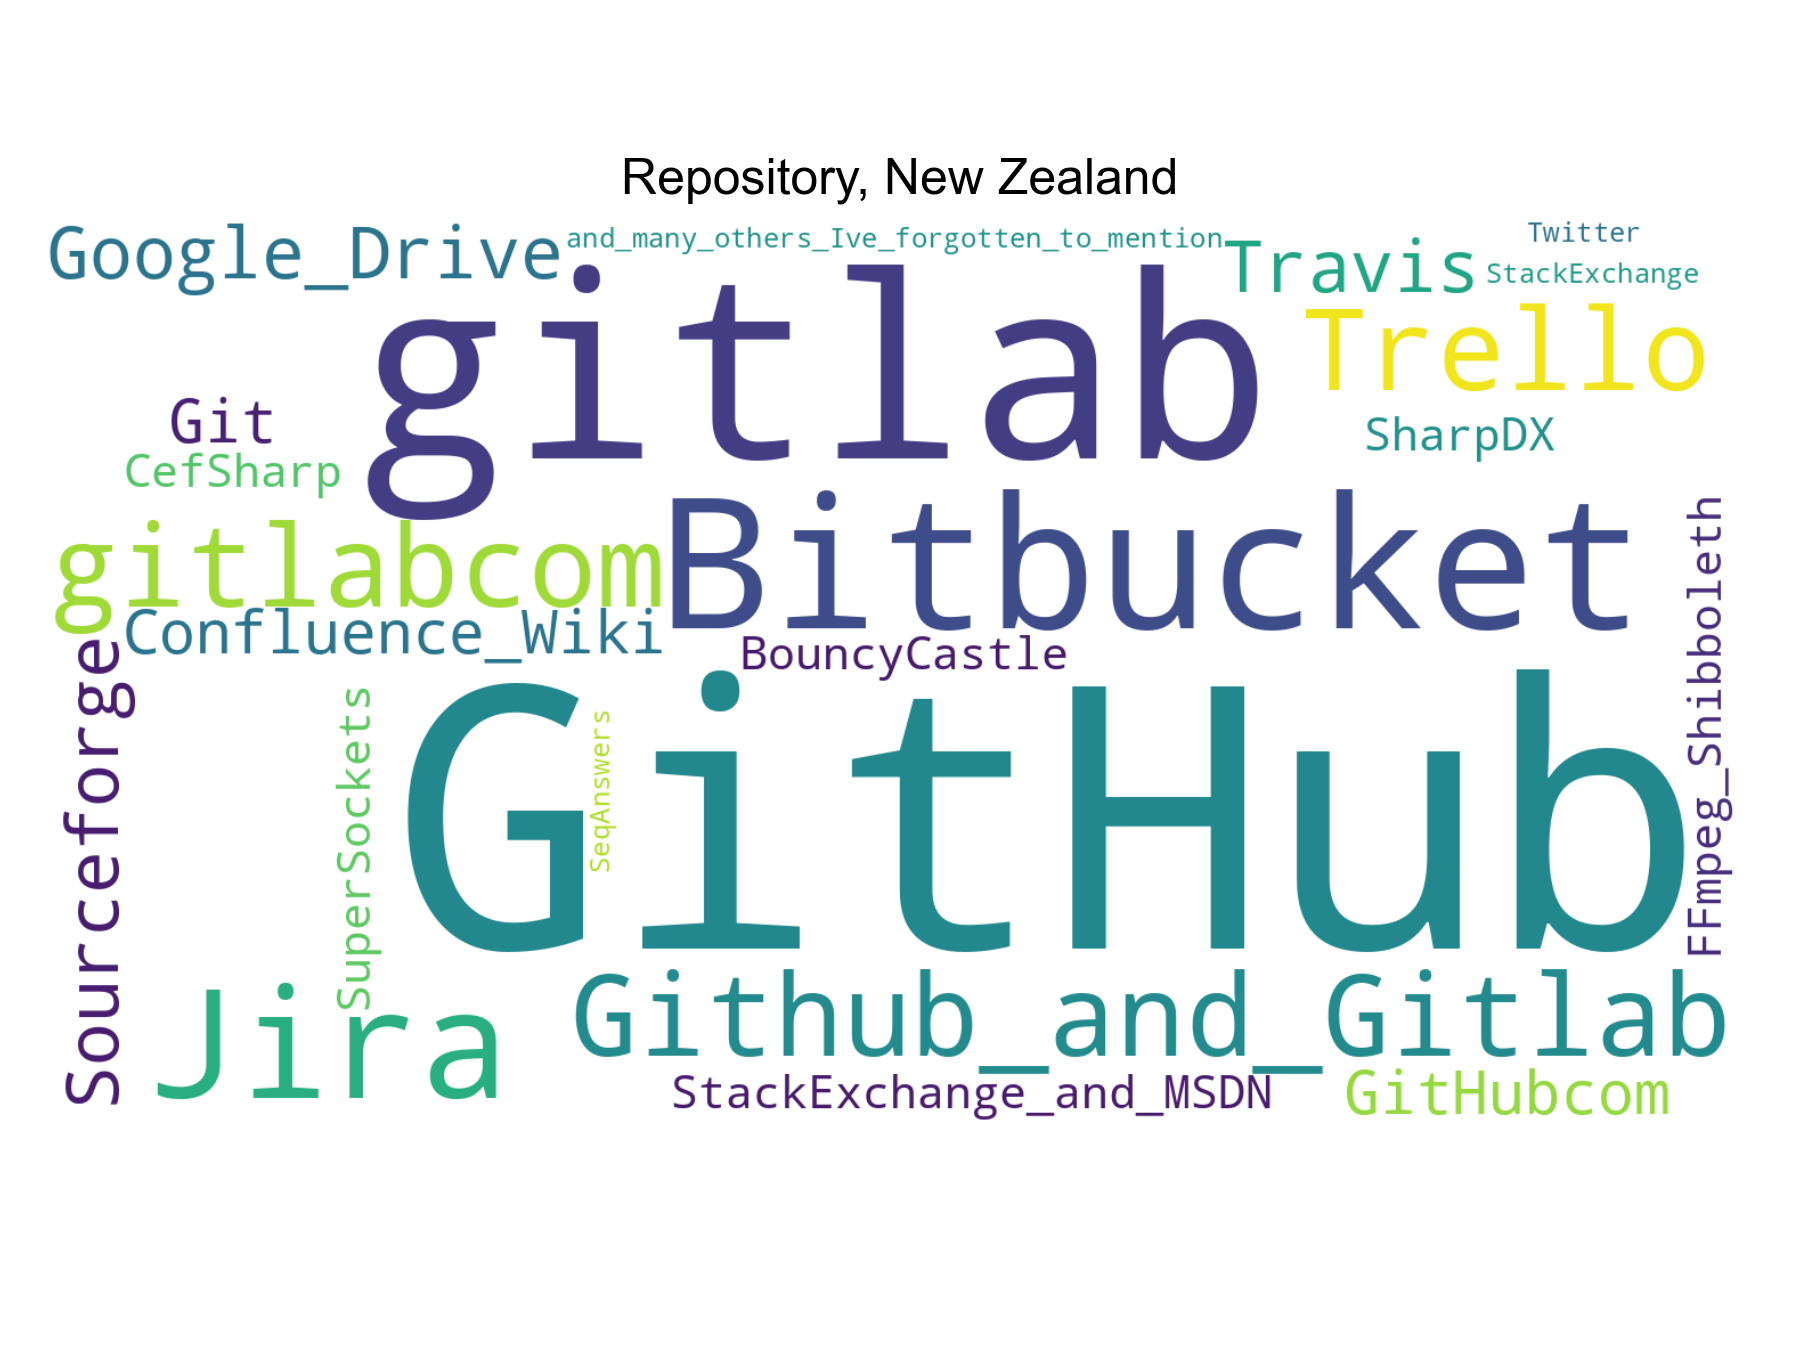 Repository, New Zealand
Google_Drive
and_many_others_Ive_forgotten_to_mention
Travis
Twitter
StackExchange
gitlab
Trello
Git
CefSharp
SharpDX
gitlabcom
Bitbucket
Confluence_Wiki
BouncyCastle
FFmpeg_Shibboleth
Sourceforge
SuperSockets
GitHub
SeqAnswers
Jira
Github_and_Gitlab
StackExchange_and_MSDN
GitHubcom